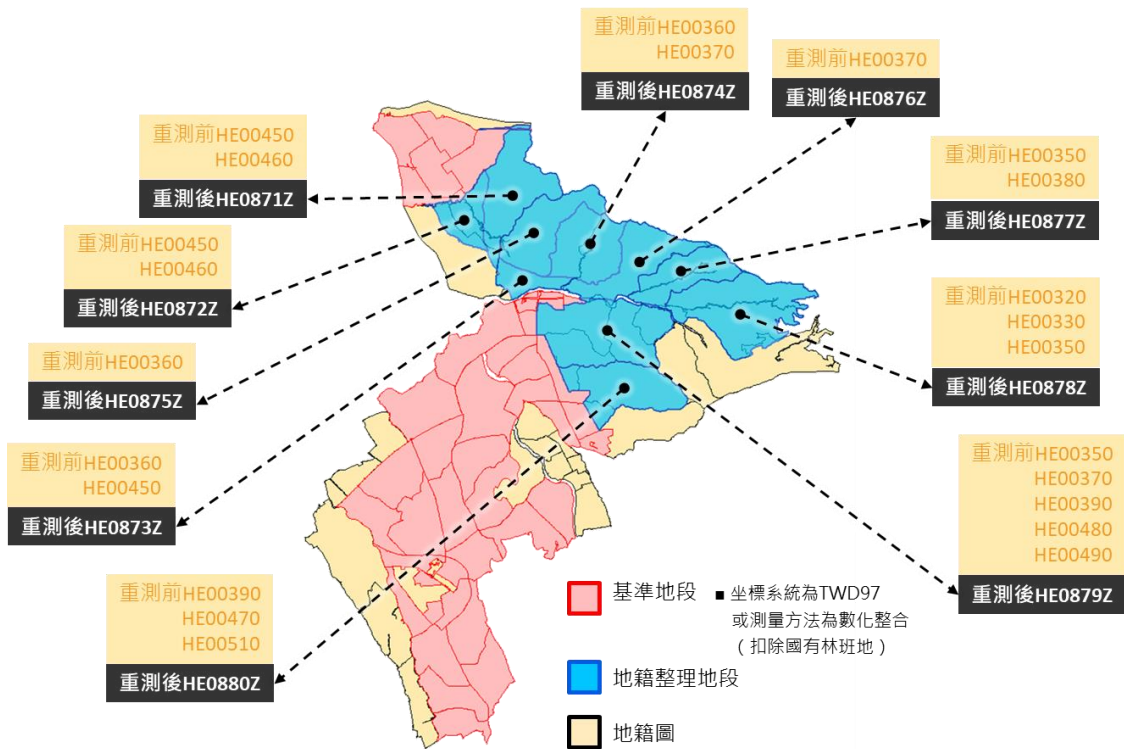 重測前HE00360
HE00370
重測後HE0874Z
重測前HE00370
重測後HE0876Z
重測前HE00450
HE00460
重測後HE0871Z
重測前HE00350
HE00380
重測後HE0877Z
重測前HE00450
HE00460
重測後HE0872Z
重測前HE00320
HE00330
HE00350
重測後HE0878Z
重測前HE00360
重測後HE0875Z
重測前HE00360
HE00450
重測後HE0873Z
重測前HE00350
HE00370
HE00390
HE00480
HE00490
重測後HE0879Z
重測前HE00390
HE00470
HE00510
重測後HE0880Z
基準地段
■ 坐標系統為TWD97
或測量方法為數化整合
（扣除國有林班地）
地籍整理地段
地籍圖